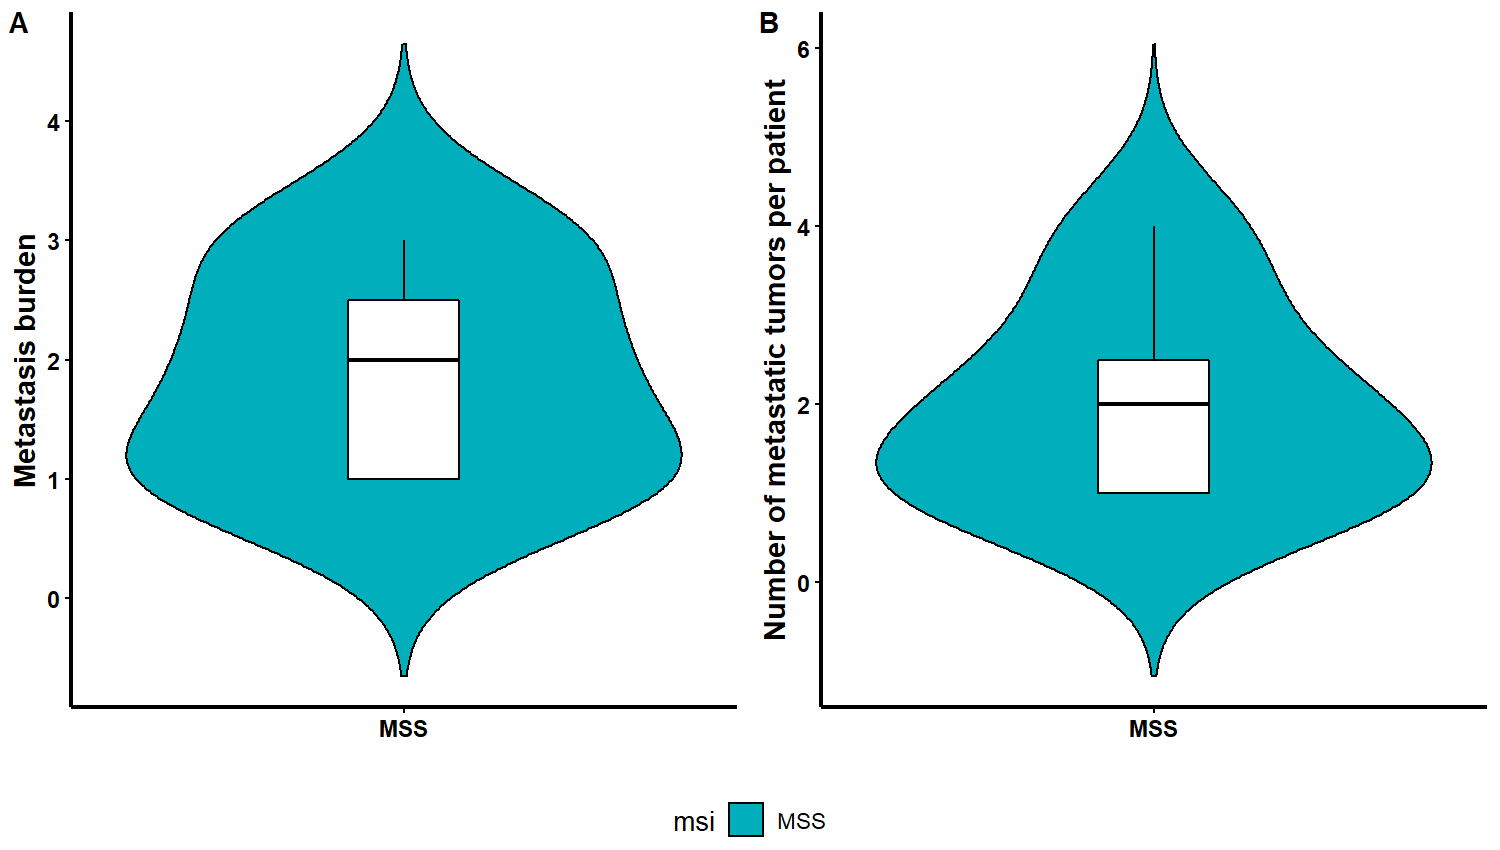 A
Metastasis burden
4
3
2
1
0
MSS
B
Number of metastatic tumors per patient
6
4
2
0
MSS
msi MSS